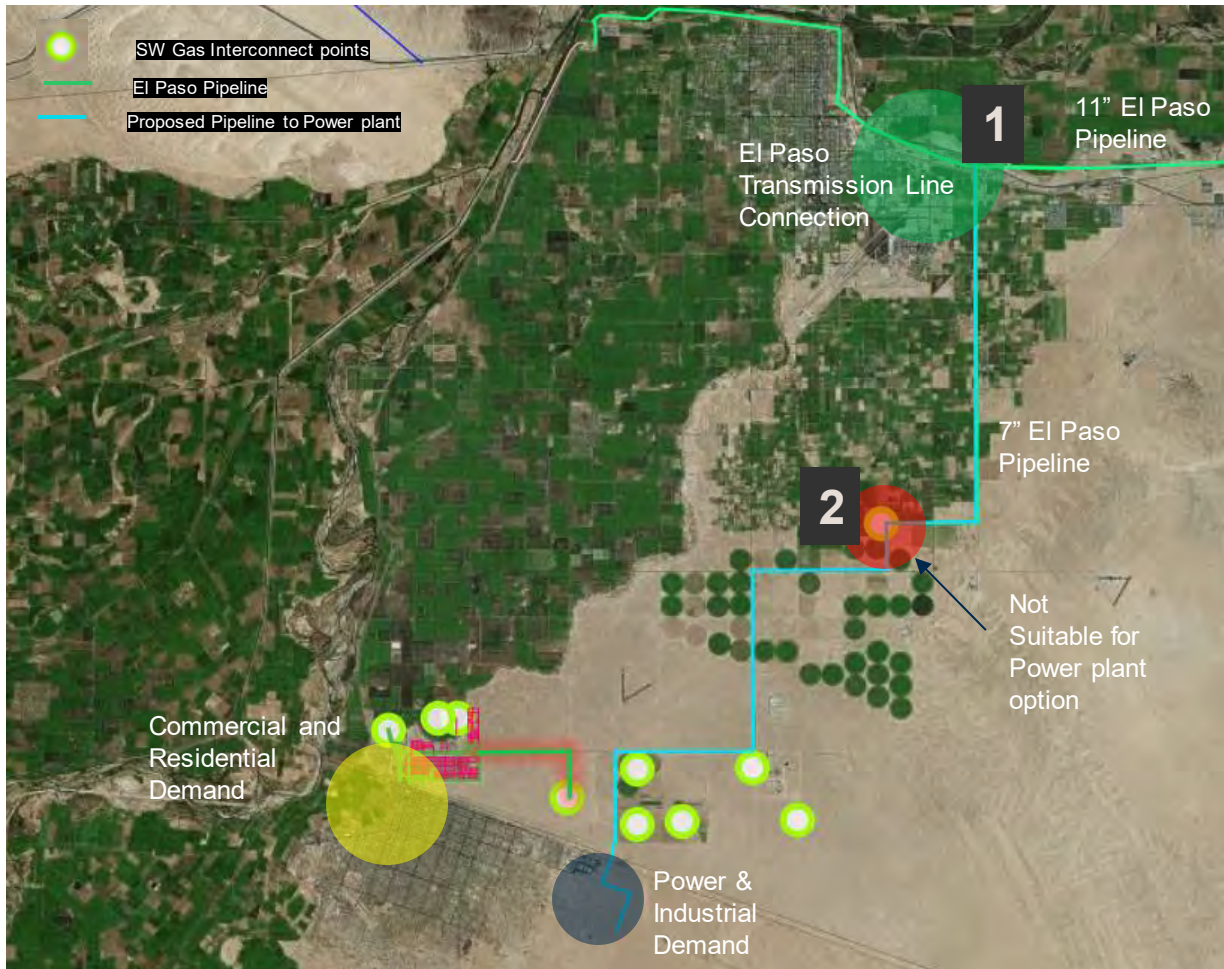 SW Gas Interconnect points
El Paso Pipeline
Proposed Pipeline to Power plant
1
11” El Paso
Pipeline
El Paso
Transmission Line
Connection
7” El Paso
Pipeline
2
Not
Suitable for
Power plant
option
Commercial and
Residential
Demand
Power &
Industrial
Demand